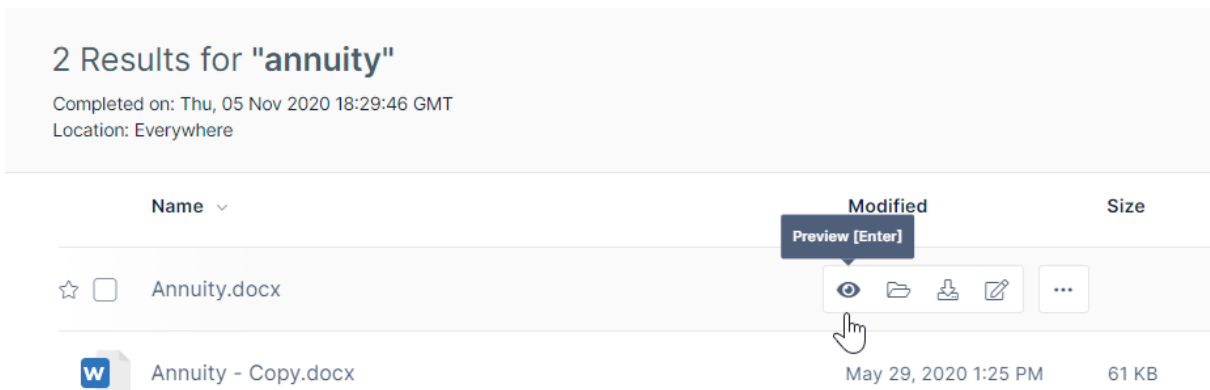 2 Results for "annuity"
Completed on: Thu, 05 Nov 2020 18:29:46 GMT
Location: Everywhere
Name Modified Size
Preview [Enter]
Annuity.docx ...
W Annuity - Copy.docx May 29, 2020 1:25 PM 61 KB